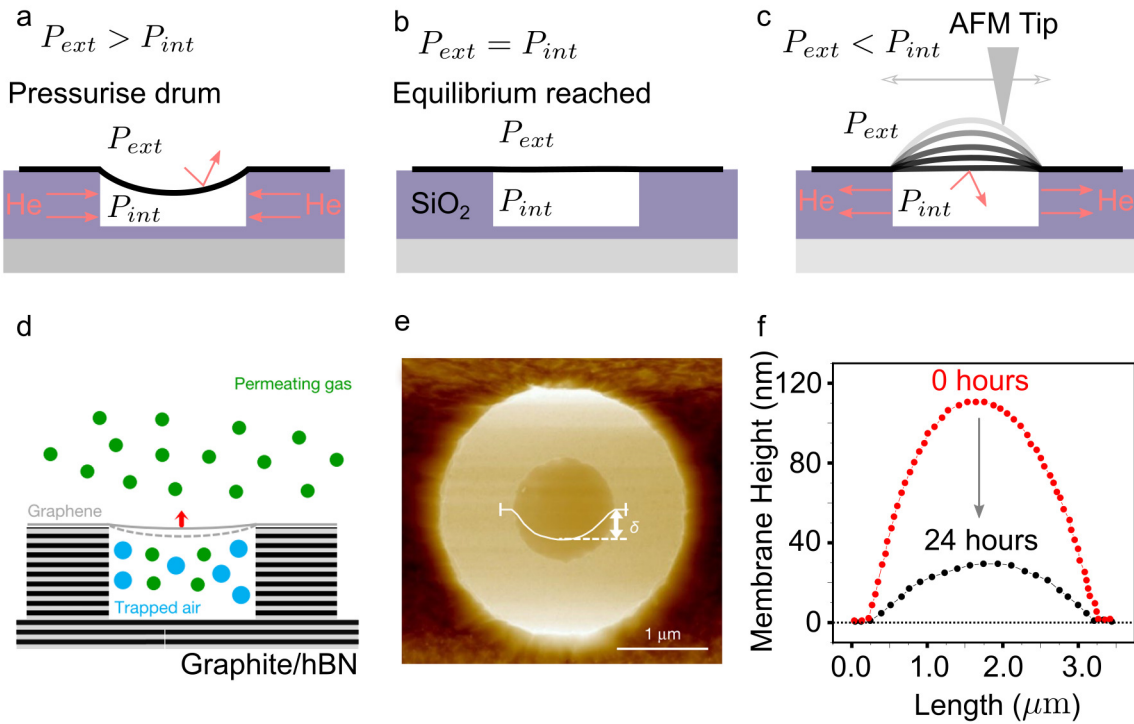 a
P_ext > P_int
Pressurise drum
P_ext
He
P_int
He
b
P_ext = P_int
Equilibrium reached
P_ext
SiO₂
P_int
c
AFM Tip
P_ext < P_int
P_ext
He
P_int
He
d
Permeating gas
Graphene
Trapped air
Graphite/hBN
e
δ
1 μm
f
Membrane Height (nm)
120
80
40
0
0 hours
24 hours
0.0
1.0
2.0
3.0
Length (μm)